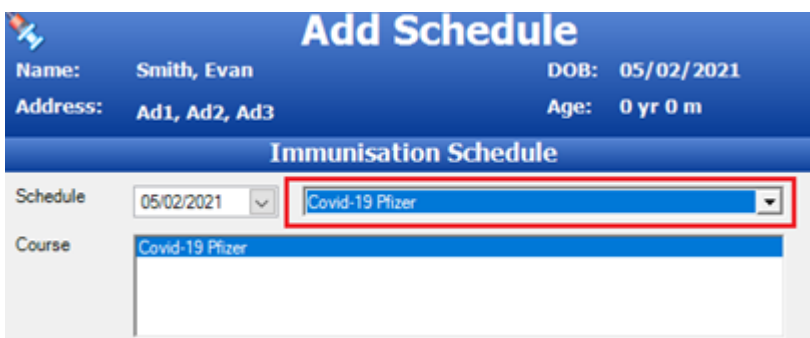 Add Schedule
Name: Smith, Evan DOB: 05/02/2021
Address: Ad1, Ad2, Ad3 Age: 0 yr 0 m
Immunisation Schedule
Schedule 05/02/2021 Covid-19 Pfizer
Course Covid-19 Pfizer